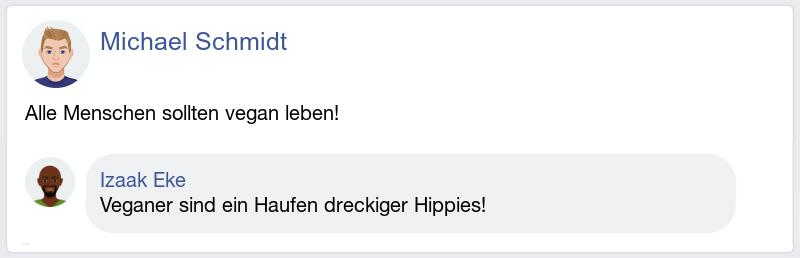 Michael Schmidt
Alle Menschen sollten vegan leben!
Izaak Eke
Veganer sind ein Haufen dreckiger Hippies!